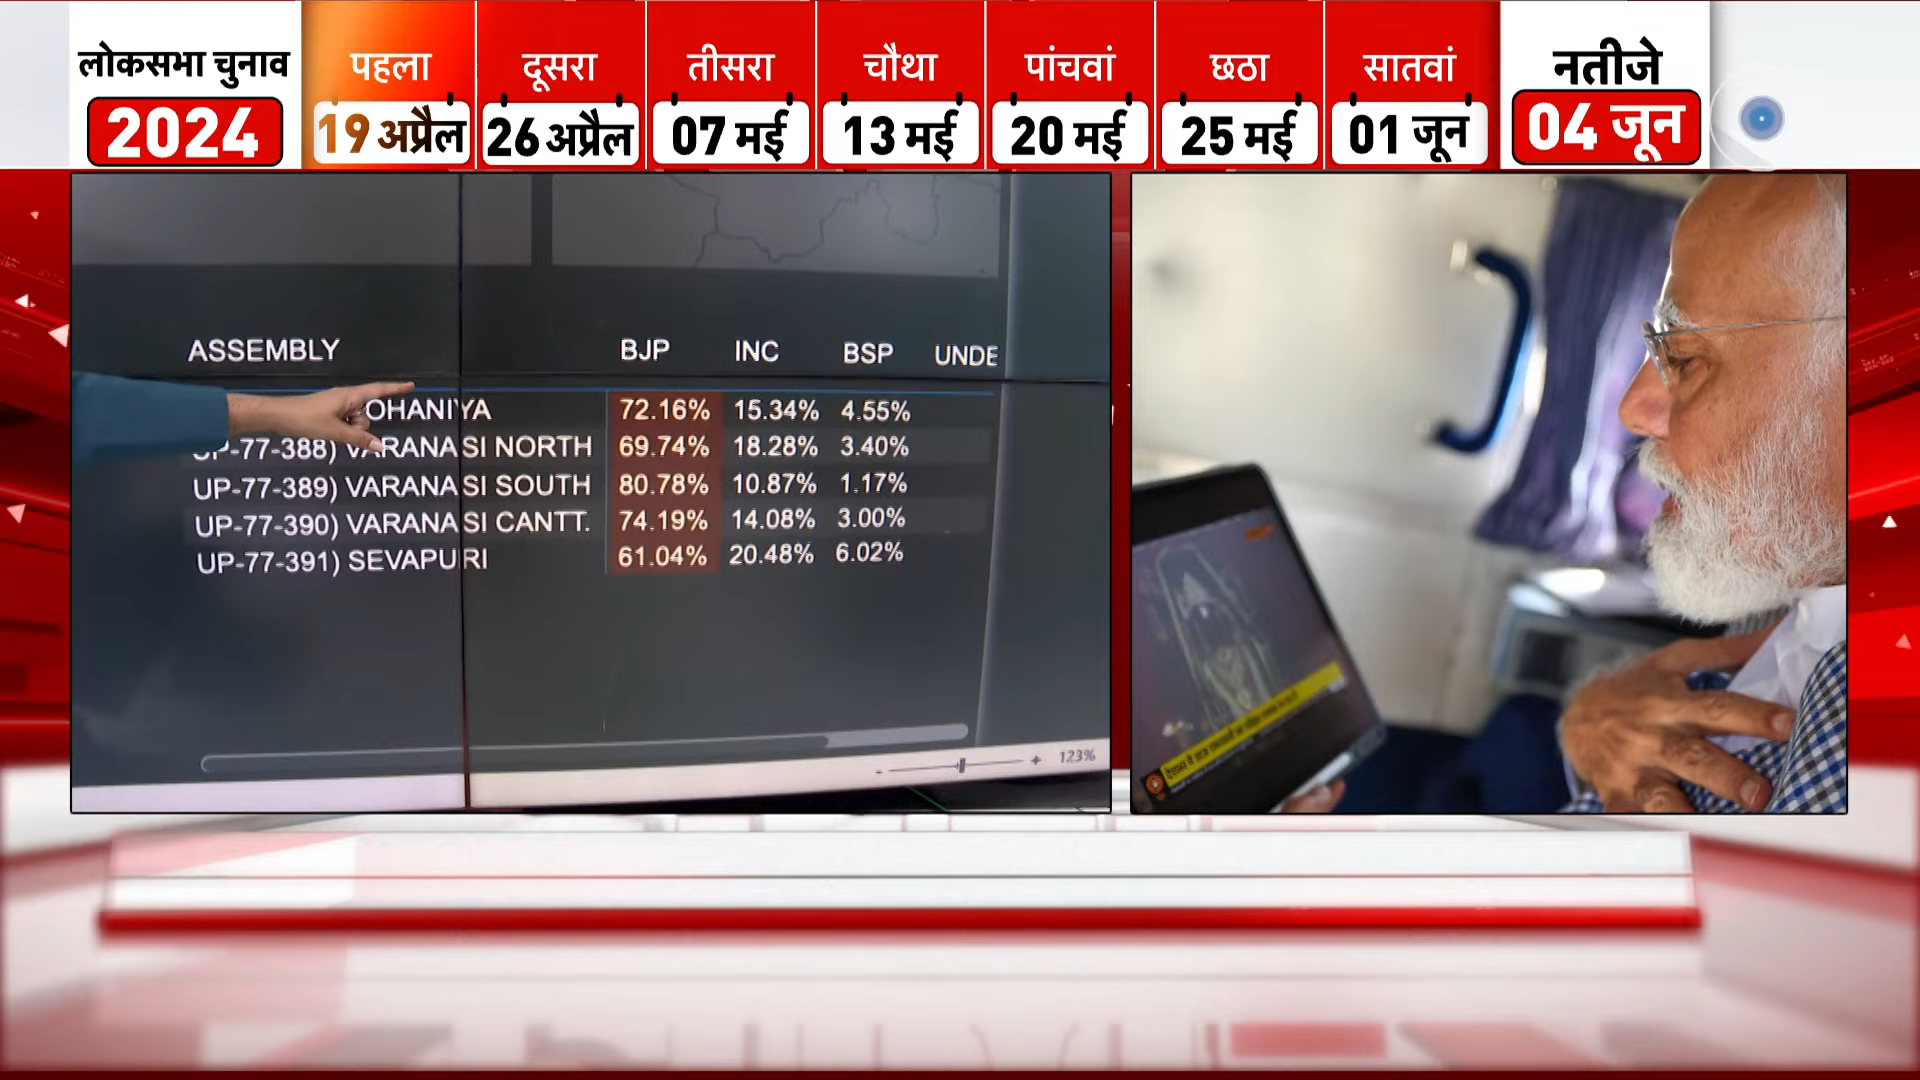 लोकसभा चुनाव
2024
पहला
19 अप्रैल
दूसरा
26 अप्रैल
तीसरा
07 मई
चौथा
13 मई
पांचवां
20 मई
छठा
25 मई
सातवां
01 जून
नतीजे
04 जून
ASSEMBLY BJP INC BSP UNDE
OHANIYA 72.16% 15.34% 4.55%
UP-77-388) VARANASI NORTH 69.74% 18.28% 3.40%
UP-77-389) VARANASI SOUTH 80.78% 10.87% 1.17%
UP-77-390) VARANASI CANTT. 74.19% 14.08% 3.00%
UP-77-391) SEVAPURI 61.04% 20.48% 6.02%
- + 123%